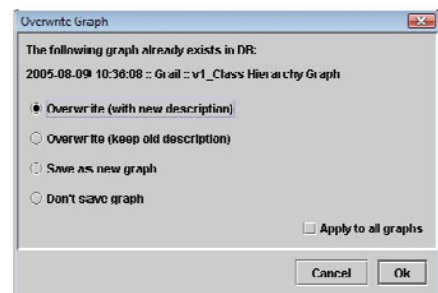 Overwrite Graph
The following graph already exists in DB:
2005-08-09 10:36:08 :: Grail :: v1_Class Hierarchy Graph
Overwrite (with new description)
Overwrite (keep old description)
Save as new graph
Don't save graph
Apply to all graphs
Cancel Ok